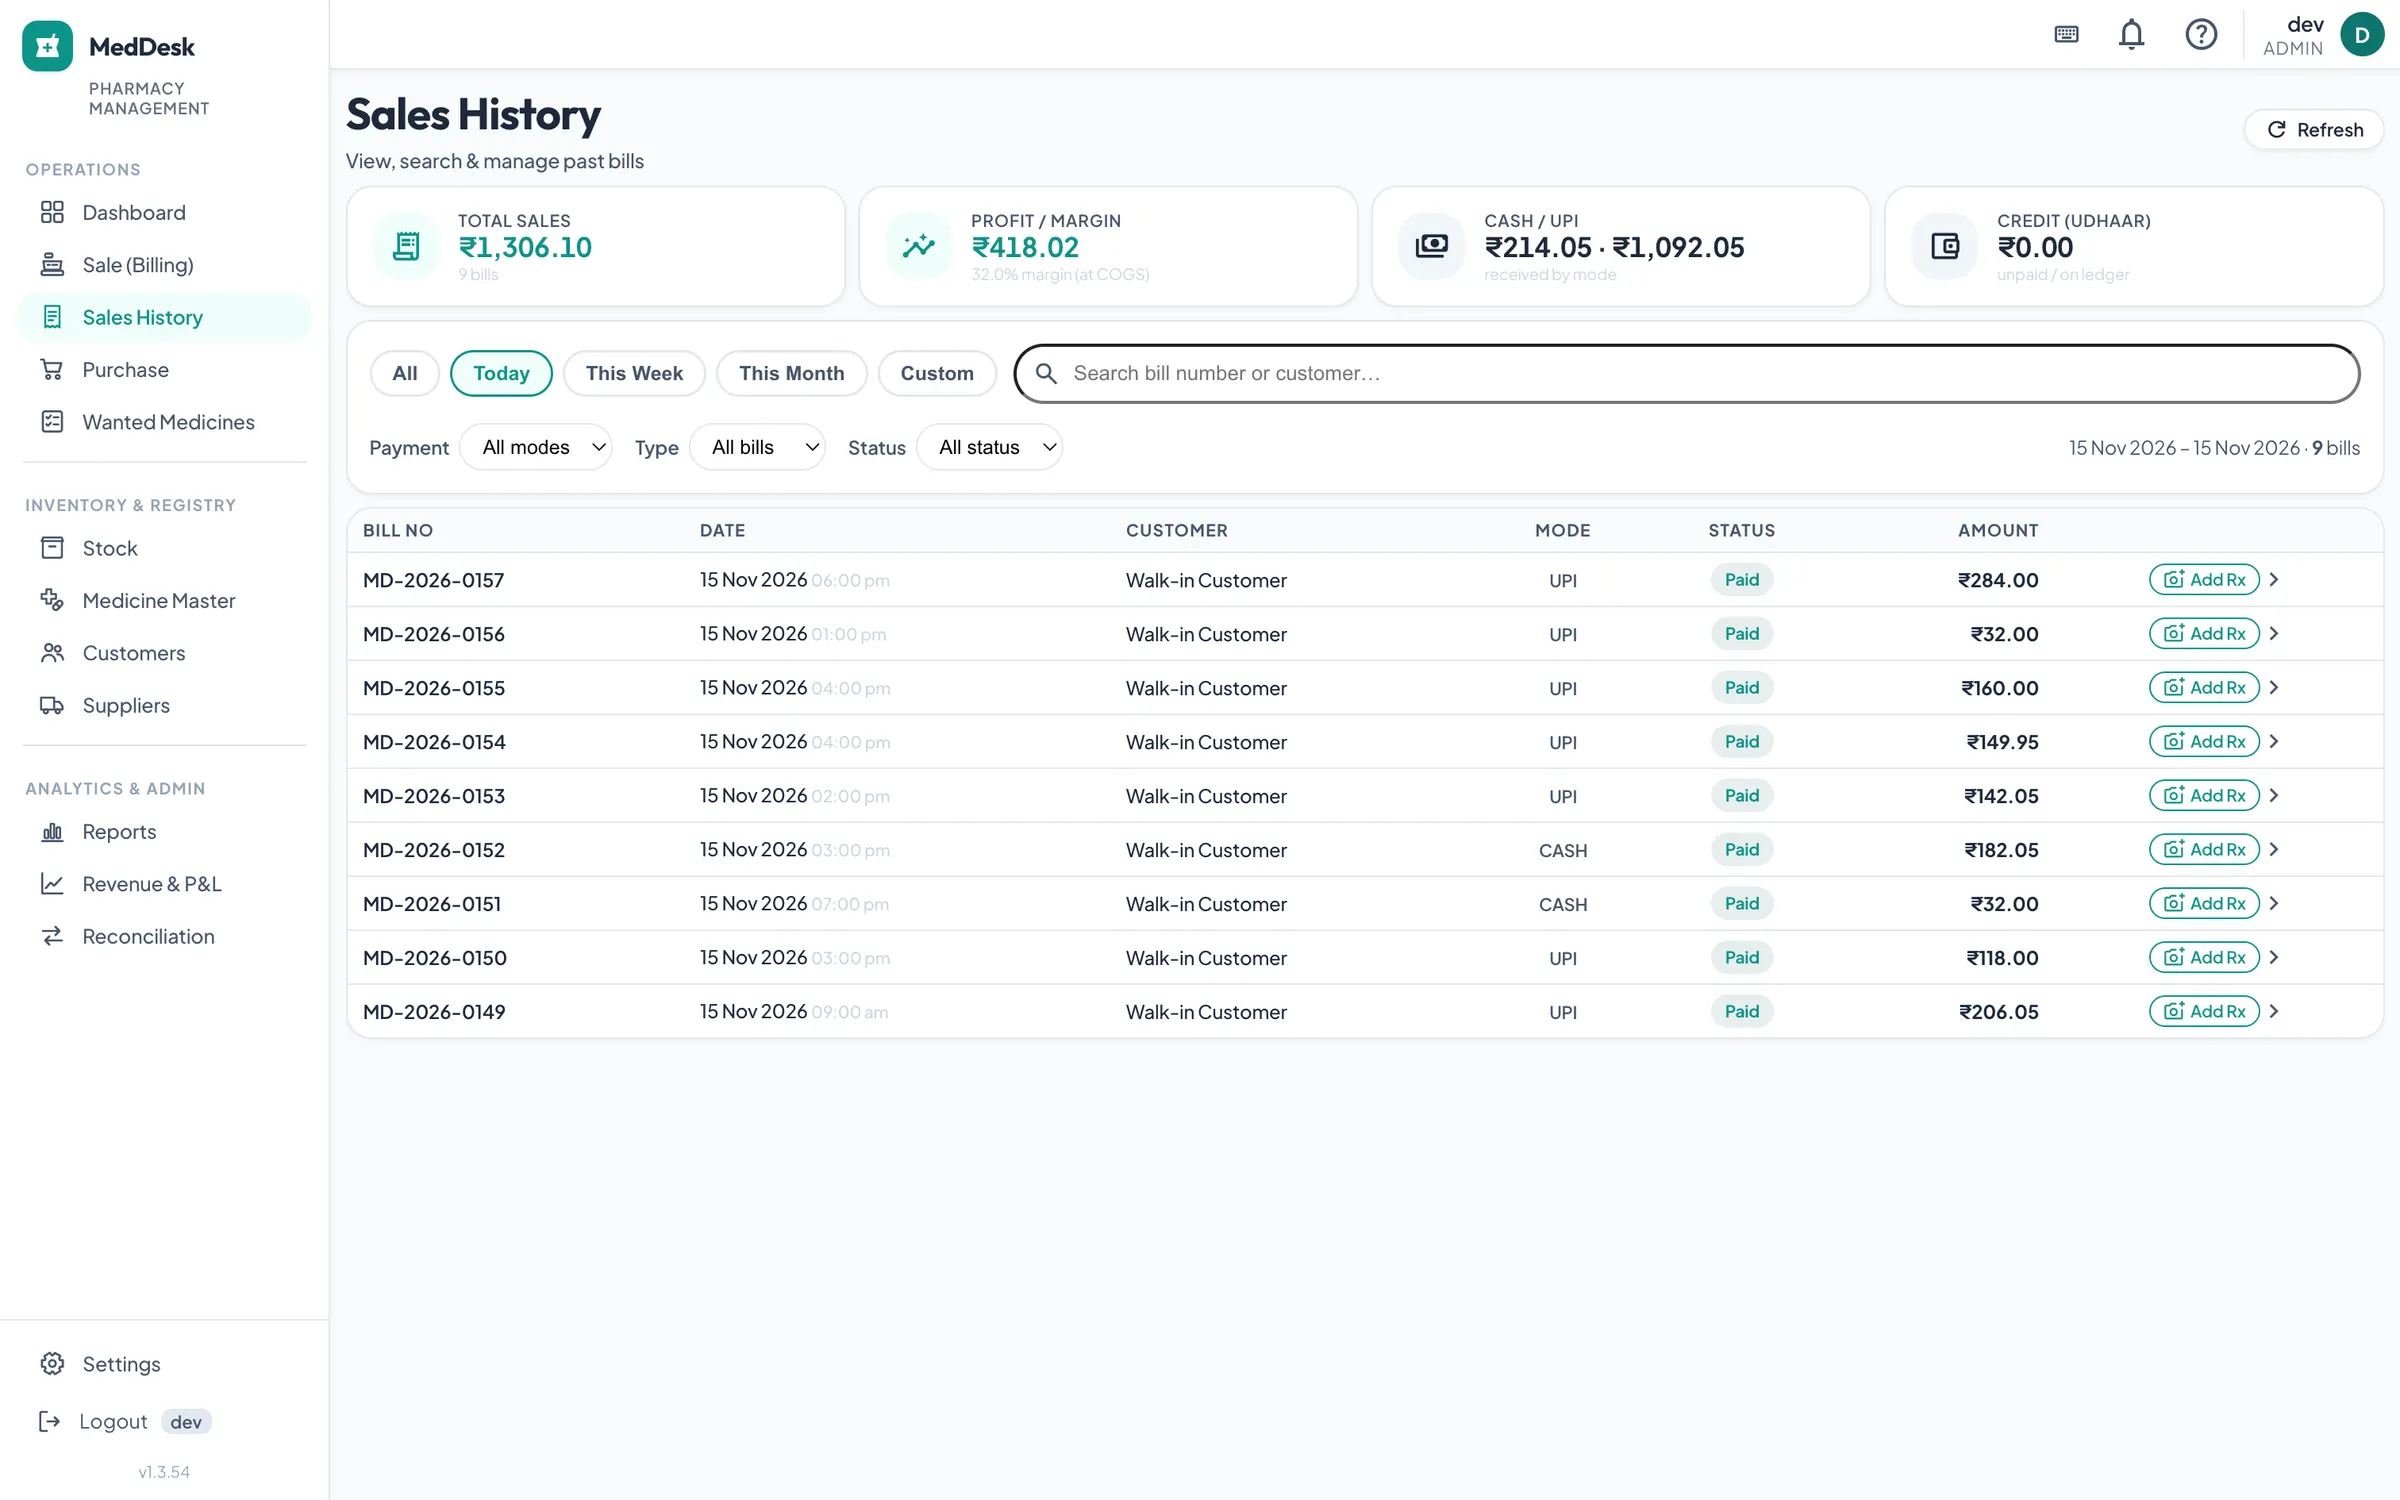 MedDesk
PHARMACY
MANAGEMENT
OPERATIONS
Dashboard
Sale (Billing)
Sales History
Purchase
Wanted Medicines
INVENTORY & REGISTRY
Stock
Medicine Master
Customers
Suppliers
ANALYTICS & ADMIN
Reports
Revenue & P&L
Reconciliation
Settings
Logout dev
v1.3.54
dev
ADMIN
D
Sales History
View, search & manage past bills
Refresh
TOTAL SALES
₹1,306.10
9 bills
PROFIT / MARGIN
₹418.02
32.0% margin (at COGS)
CASH / UPI
₹214.05 · ₹1,092.05
received by mode
CREDIT (UDHAAR)
₹0.00
unpaid / on ledger
All Today This Week This Month Custom Search bill number or customer...
Payment All modes Type All bills Status All status 15 Nov 2026 – 15 Nov 2026 · 9 bills
BILL NO DATE CUSTOMER MODE STATUS AMOUNT
MD-2026-0157 15 Nov 2026 06:00 pm Walk-in Customer UPI Paid ₹284.00 Add Rx
MD-2026-0156 15 Nov 2026 01:00 pm Walk-in Customer UPI Paid ₹32.00 Add Rx
MD-2026-0155 15 Nov 2026 04:00 pm Walk-in Customer UPI Paid ₹160.00 Add Rx
MD-2026-0154 15 Nov 2026 04:00 pm Walk-in Customer UPI Paid ₹149.95 Add Rx
MD-2026-0153 15 Nov 2026 02:00 pm Walk-in Customer UPI Paid ₹142.05 Add Rx
MD-2026-0152 15 Nov 2026 03:00 pm Walk-in Customer CASH Paid ₹182.05 Add Rx
MD-2026-0151 15 Nov 2026 07:00 pm Walk-in Customer CASH Paid ₹32.00 Add Rx
MD-2026-0150 15 Nov 2026 03:00 pm Walk-in Customer UPI Paid ₹118.00 Add Rx
MD-2026-0149 15 Nov 2026 09:00 am Walk-in Customer UPI Paid ₹206.05 Add Rx